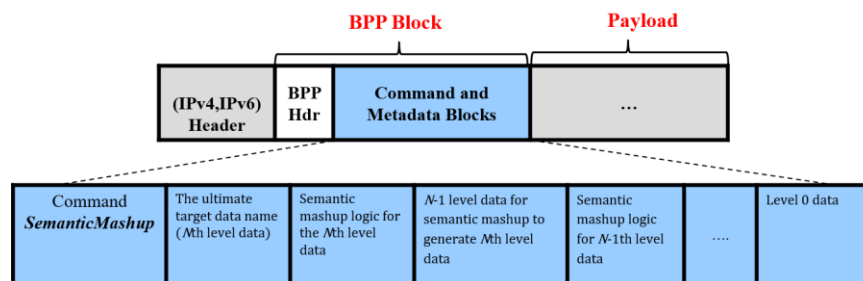 BPP Block
Payload
(IPv4,IPv6)
Header
BPP
Hdr
Command and
Metadata Blocks
...
Command
SemanticMashup
The ultimate
target data name
(Nth level data)
Semantic
mashup logic for
the Nth level
data
N-1 level data for
semantic mashup to
generate Nth level
data
Semantic
mashup logic
for N-1th level
data
....
Level 0 data